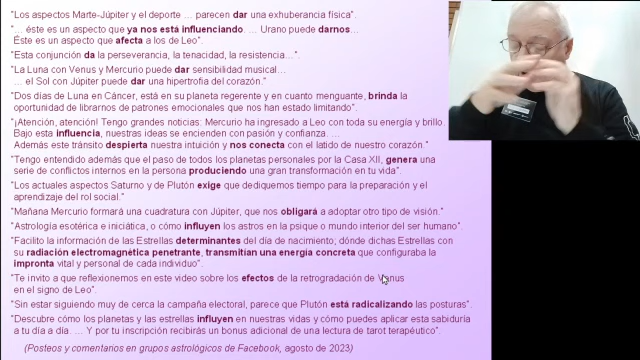 "Los aspectos Marte-Júpiter y el deporte … parecen dar una exhuberancia física".
"… éste es un aspecto que ya nos está influenciando. … Urano puede darnos…
Éste es un aspecto que afecta a los de Leo".
"Esta conjunción da la perseverancia, la tenacidad, la resistencia…".
"La Luna con Venus y Mercurio puede dar sensibilidad musical…
… el Sol con Júpiter puede dar una hipertrofia del corazón."
"Dos días de Luna en Cáncer, está en su planeta regerente y en cuanto menguante, brinda la
oportunidad de librarnos de patrones emocionales que nos han estado limitando".
"¡Atención, atención! Tengo grandes noticias: Mercurio ha ingresado a Leo con toda su energía y brillo.
Bajo esta influencia, nuestras ideas se encienden con pasión y confianza. …
Además este tránsito despierta nuestra intuición y nos conecta con el latido de nuestro corazón."
"Tengo entendido además que el paso de todos los planetas personales por la Casa XII, genera una
serie de conflictos internos en la persona produciendo una gran transformación en tu vida".
"Los actuales aspectos Saturno y de Plutón exige que dediquemos tiempo para la preparación y el
aprendizaje del rol social."
"Mañana Mercurio formará una cuadratura con Júpiter, que nos obligará a adoptar otro tipo de visión."
"Astrología esotérica e iniciática, o cómo influyen los astros en la psique o mundo interior del ser humano".
"Facilito la información de las Estrellas determinantes del día de nacimiento; dónde dichas Estrellas con
su radiación electromagnética penetrante, transmitían una energía concreta que configuraba la
impronta vital y personal de cada individuo".
"Te invito a que reflexionemos en este video sobre los efectos de la retrogradación de Venus
en el signo de Leo".
"Sin estar siguiendo muy de cerca la campaña electoral, parece que Plutón está radicalizando las posturas".
"Descubre cómo los planetas y las estrellas influyen en nuestras vidas y cómo puedes aplicar esta sabiduría
a tu día a día. … Y por tu inscripción recibirás un bonus adicional de una lectura de tarot terapéutico".
(Posteos y comentarios en grupos astrológicos de Facebook, agosto de 2023)